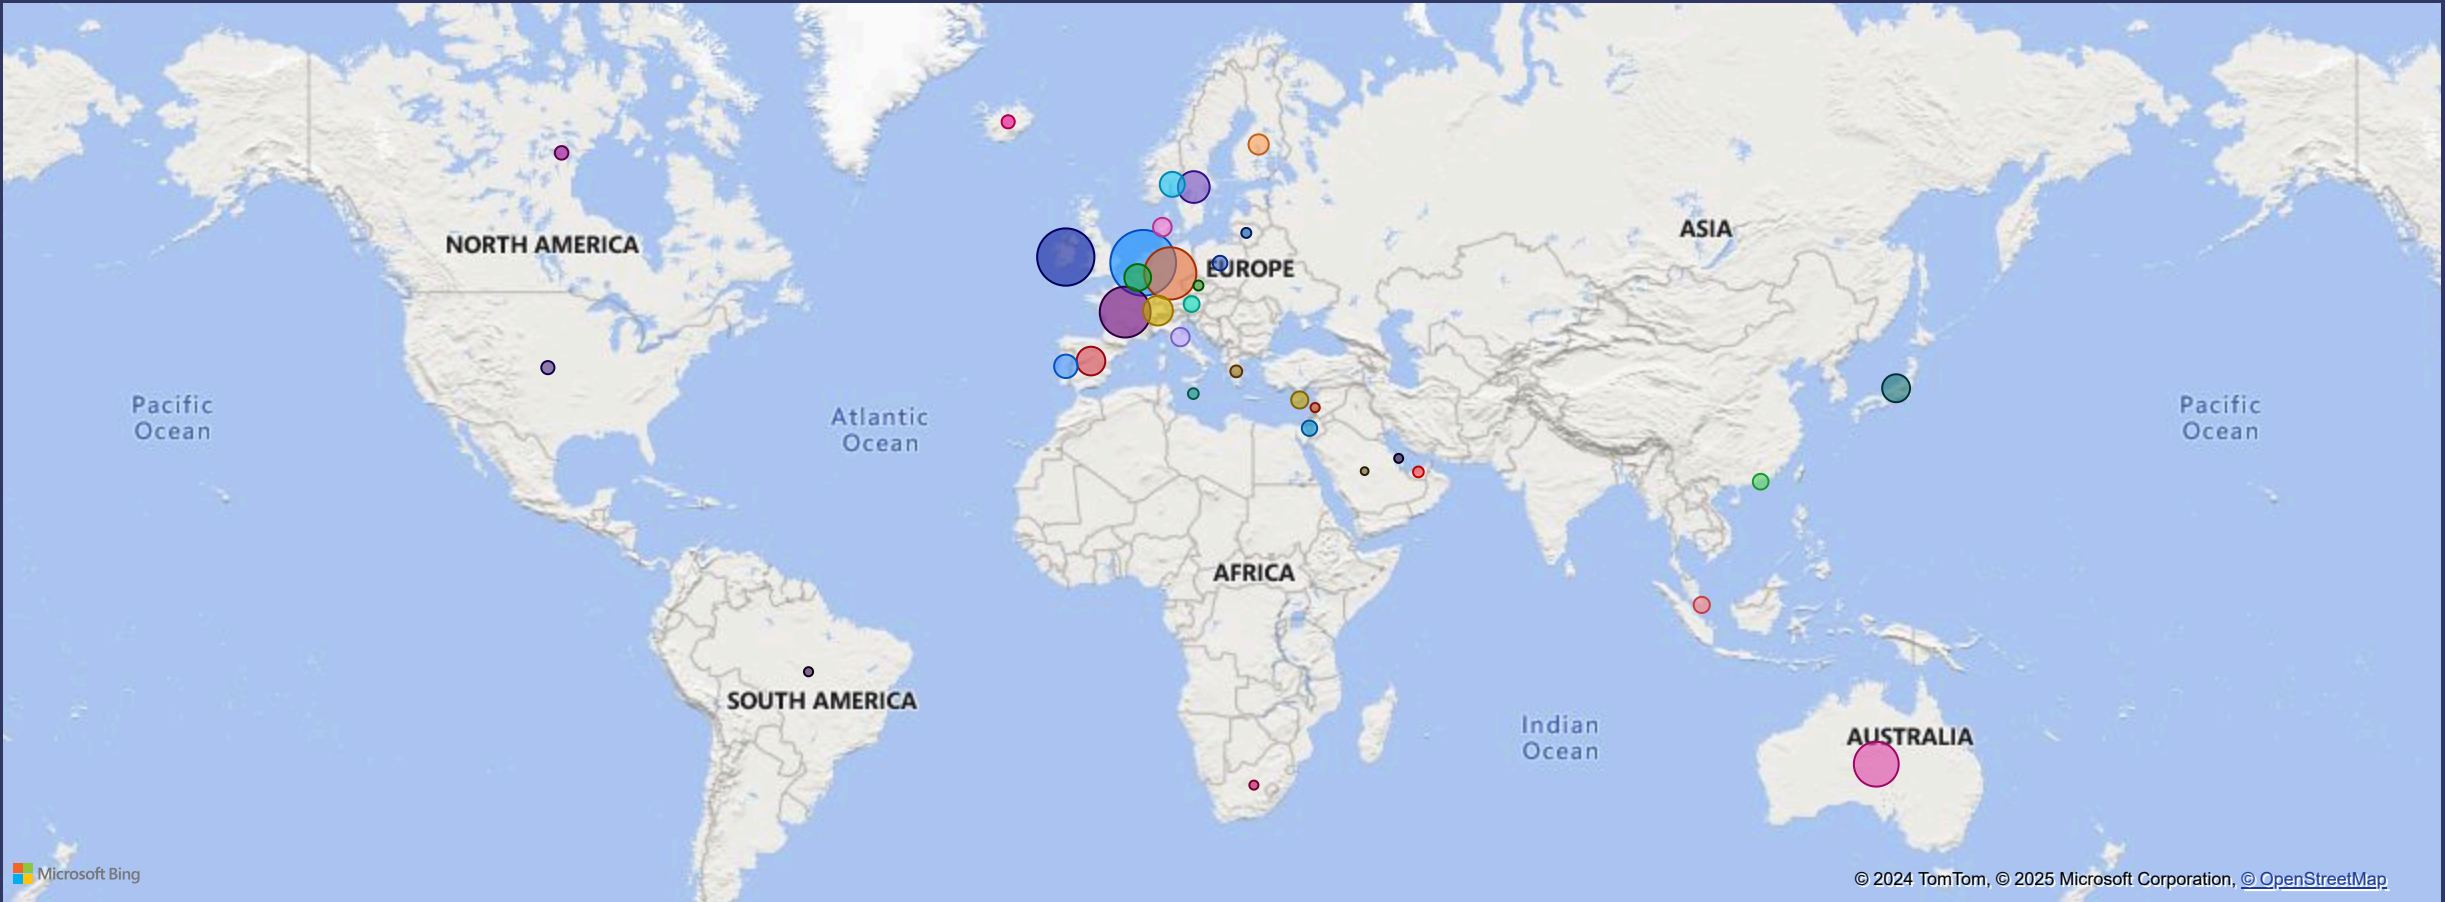 ASIA
NORTH AMERICA
EUROPE
Pacific
Ocean
Atlantic
Ocean
Pacific
Ocean
AFRICA
SOUTH AMERICA
Indian
Ocean
AUSTRALIA
Microsoft Bing
© 2024 TomTom, © 2025 Microsoft Corporation, © OpenStreetMap